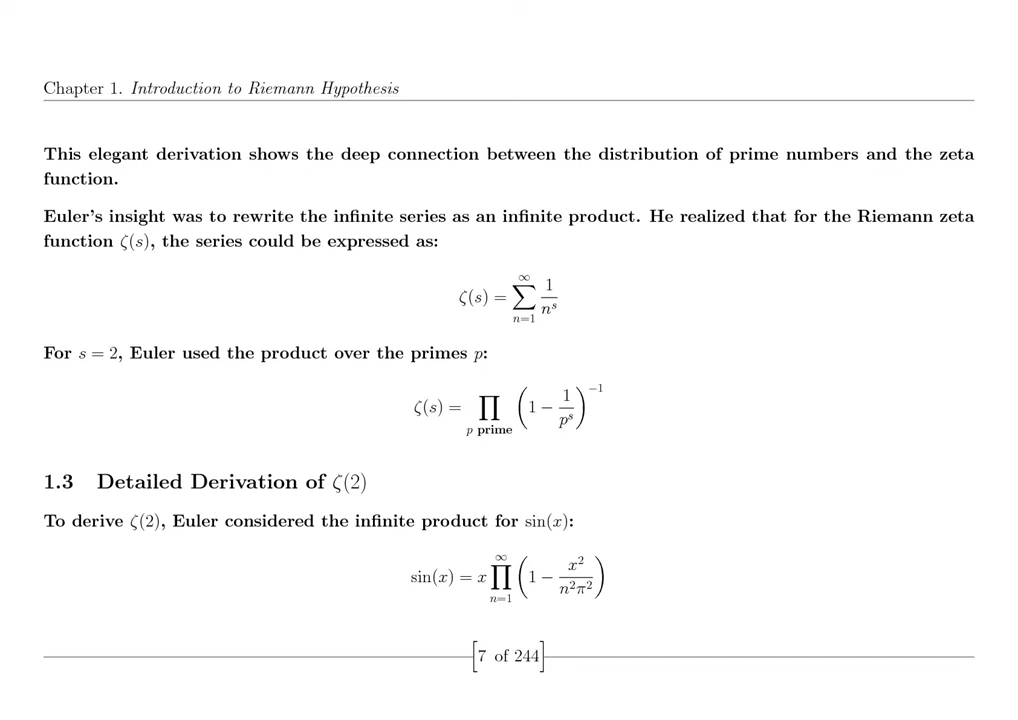 Chapter 1. Introduction to Riemann Hypothesis
This elegant derivation shows the deep connection between the distribution of prime numbers and the zeta
function.
Euler's insight was to rewrite the infinite series as an infinite product. He realized that for the Riemann zeta
function ζ(s), the series could be expressed as:
ζ(s) = ∑_{n=1}^{∞} 1/n^s
For s = 2, Euler used the product over the primes p:
ζ(s) = ∏_{p prime} (1 − 1/p^s)^{−1}
1.3 Detailed Derivation of ζ(2)
To derive ζ(2), Euler considered the infinite product for sin(x):
sin(x) = x ∏_{n=1}^{∞} (1 − x²/(n²π²))
[7 of 244]